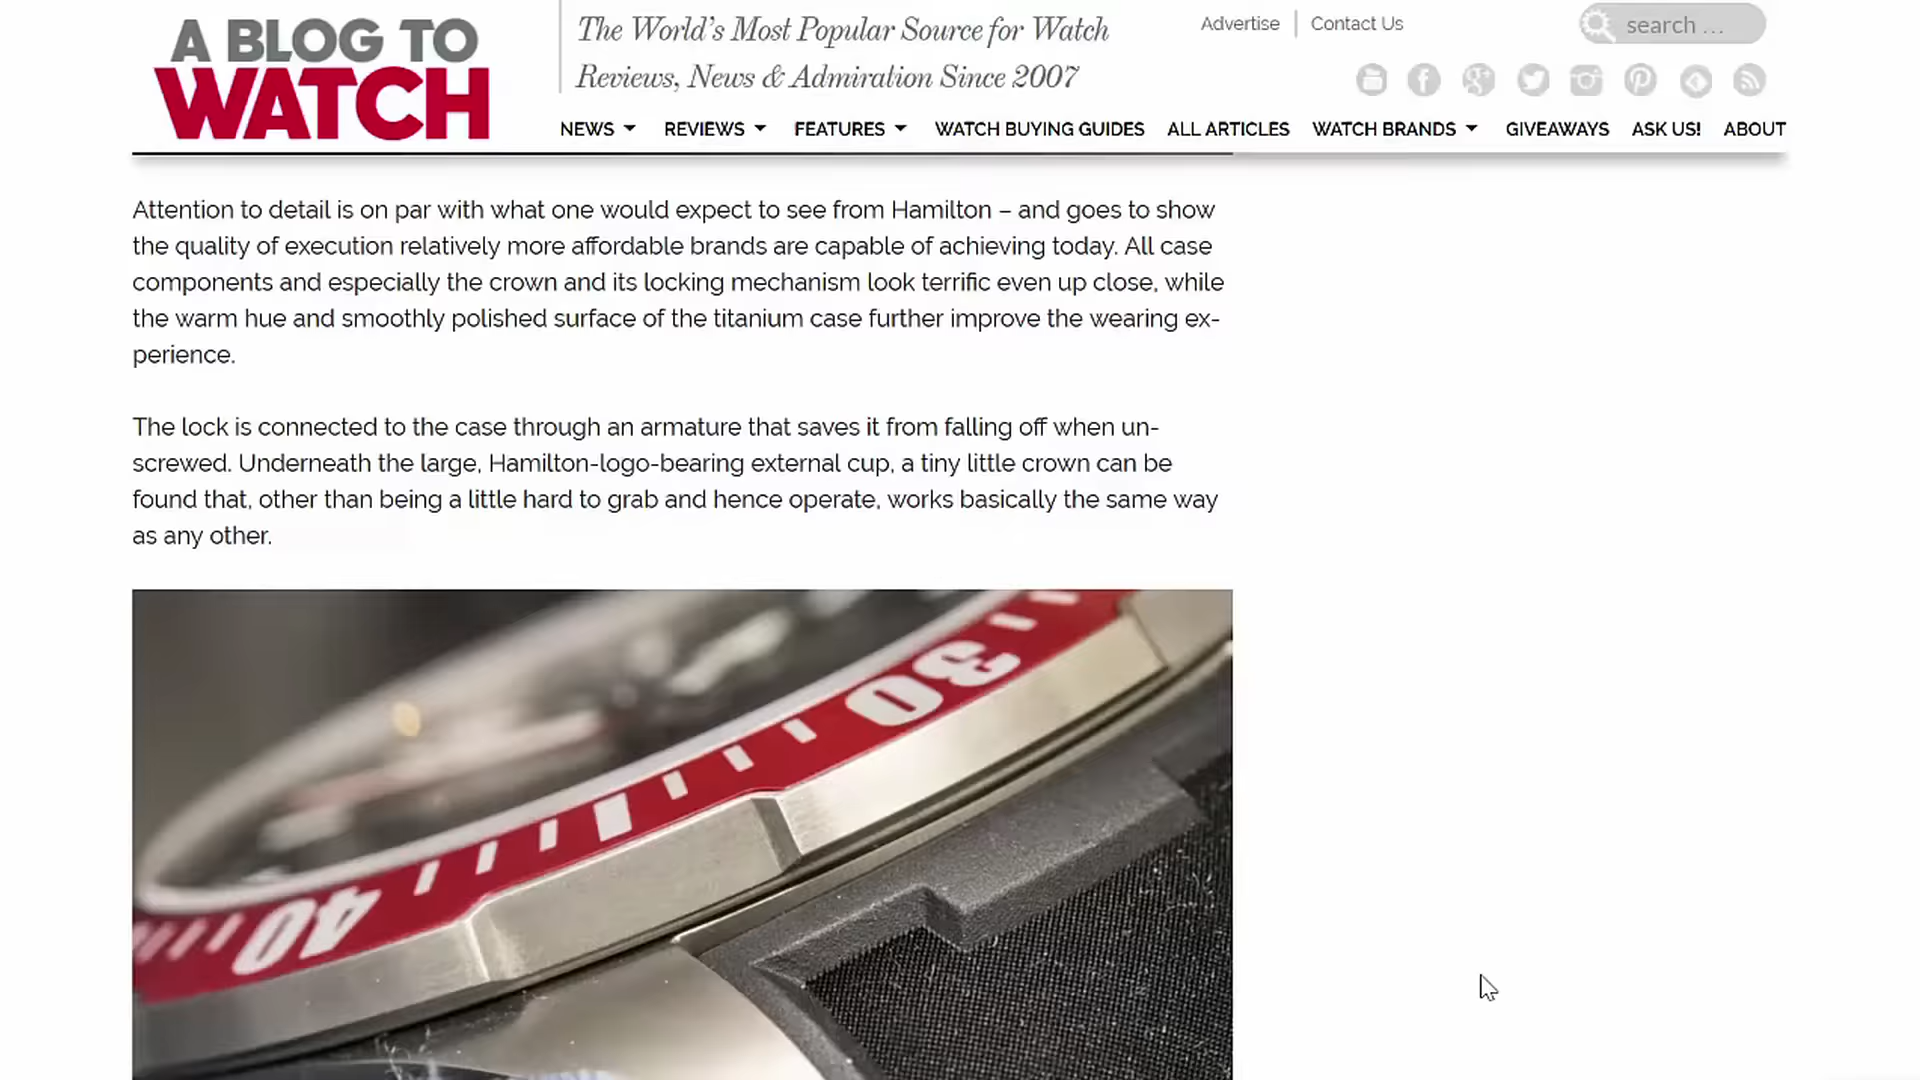 A BLOG TO
WATCH
The World's Most Popular Source for Watch
Reviews, News & Admiration Since 2007
Advertise
Contact Us
search ...
NEWS
REVIEWS
FEATURES
WATCH BUYING GUIDES
ALL ARTICLES
WATCH BRANDS
GIVEAWAYS
ASK US!
ABOUT
Attention to detail is on par with what one would expect to see from Hamilton – and goes to show
the quality of execution relatively more affordable brands are capable of achieving today. All case
components and especially the crown and its locking mechanism look terrific even up close, while
the warm hue and smoothly polished surface of the titanium case further improve the wearing ex-
perience.
The lock is connected to the case through an armature that saves it from falling off when un-
screwed. Underneath the large, Hamilton-logo-bearing external cup, a tiny little crown can be
found that, other than being a little hard to grab and hence operate, works basically the same way
as any other.
30
40